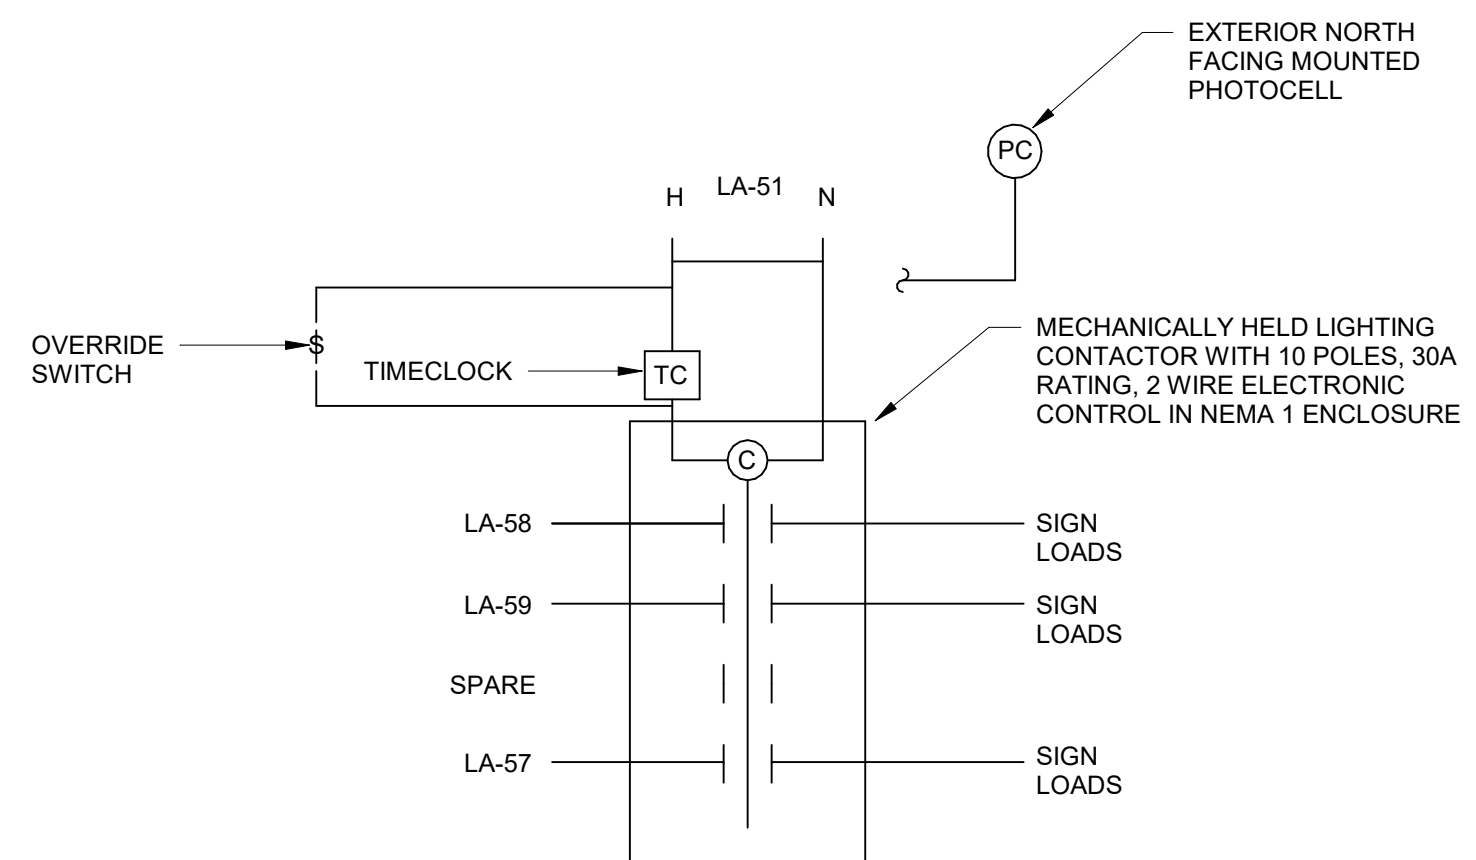 EXTERIOR NORTH
FACING MOUNTED
PHOTOCELL
PC
H
LA-51
N
OVERRIDE
SWITCH
S
TIMECLOCK
TC
MECHANICALLY HELD LIGHTING
CONTACTOR WITH 10 POLES, 30A
RATING, 2 WIRE ELECTRONIC
CONTROL IN NEMA 1 ENCLOSURE
C
LA-58
SIGN
LOADS
LA-59
SIGN
LOADS
SPARE
LA-57
SIGN
LOADS